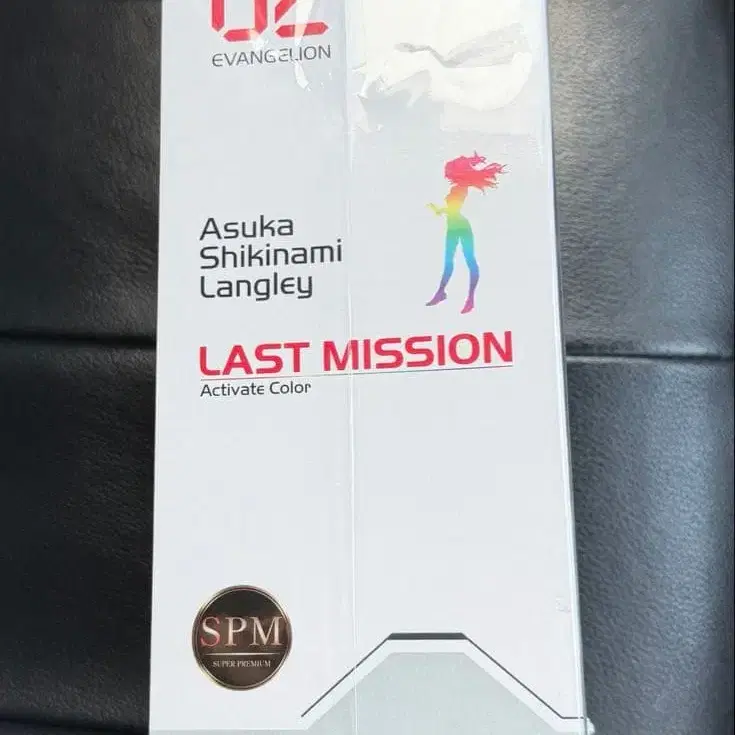 02
EVANGELION
Asuka
Shikinami
Langley
LAST MISSION
Activate Color
SPM
SUPER PREMIUM